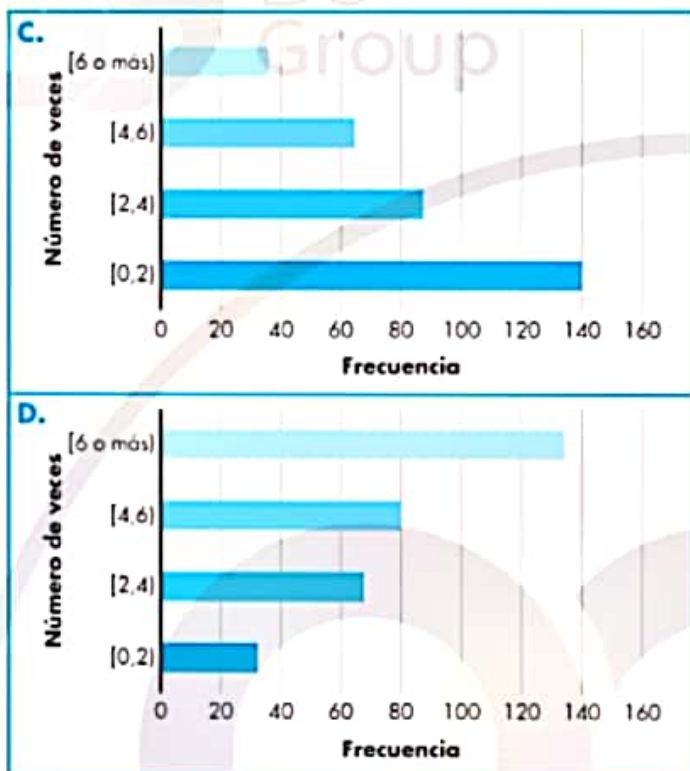 Group
C.
Número de veces
[6 o más)
[4,6)
[2,4)
[0,2)
0 20 40 60 80 100 120 140 160
Frecuencia
D.
Número de veces
[6 o más)
[4,6)
[2,4)
[0,2)
0 20 40 60 80 100 120 140 160
Frecuencia